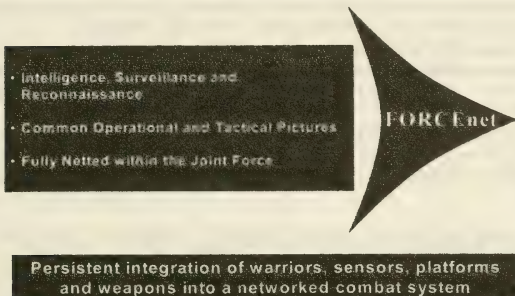 • Intelligence, Surveillance and
Reconnaissance
• Common Operational and Tactical Pictures
• Fully Netted within the Joint Force
FORCEnet
Persistent integration of warriors, sensors, platforms
and weapons into a networked combat system